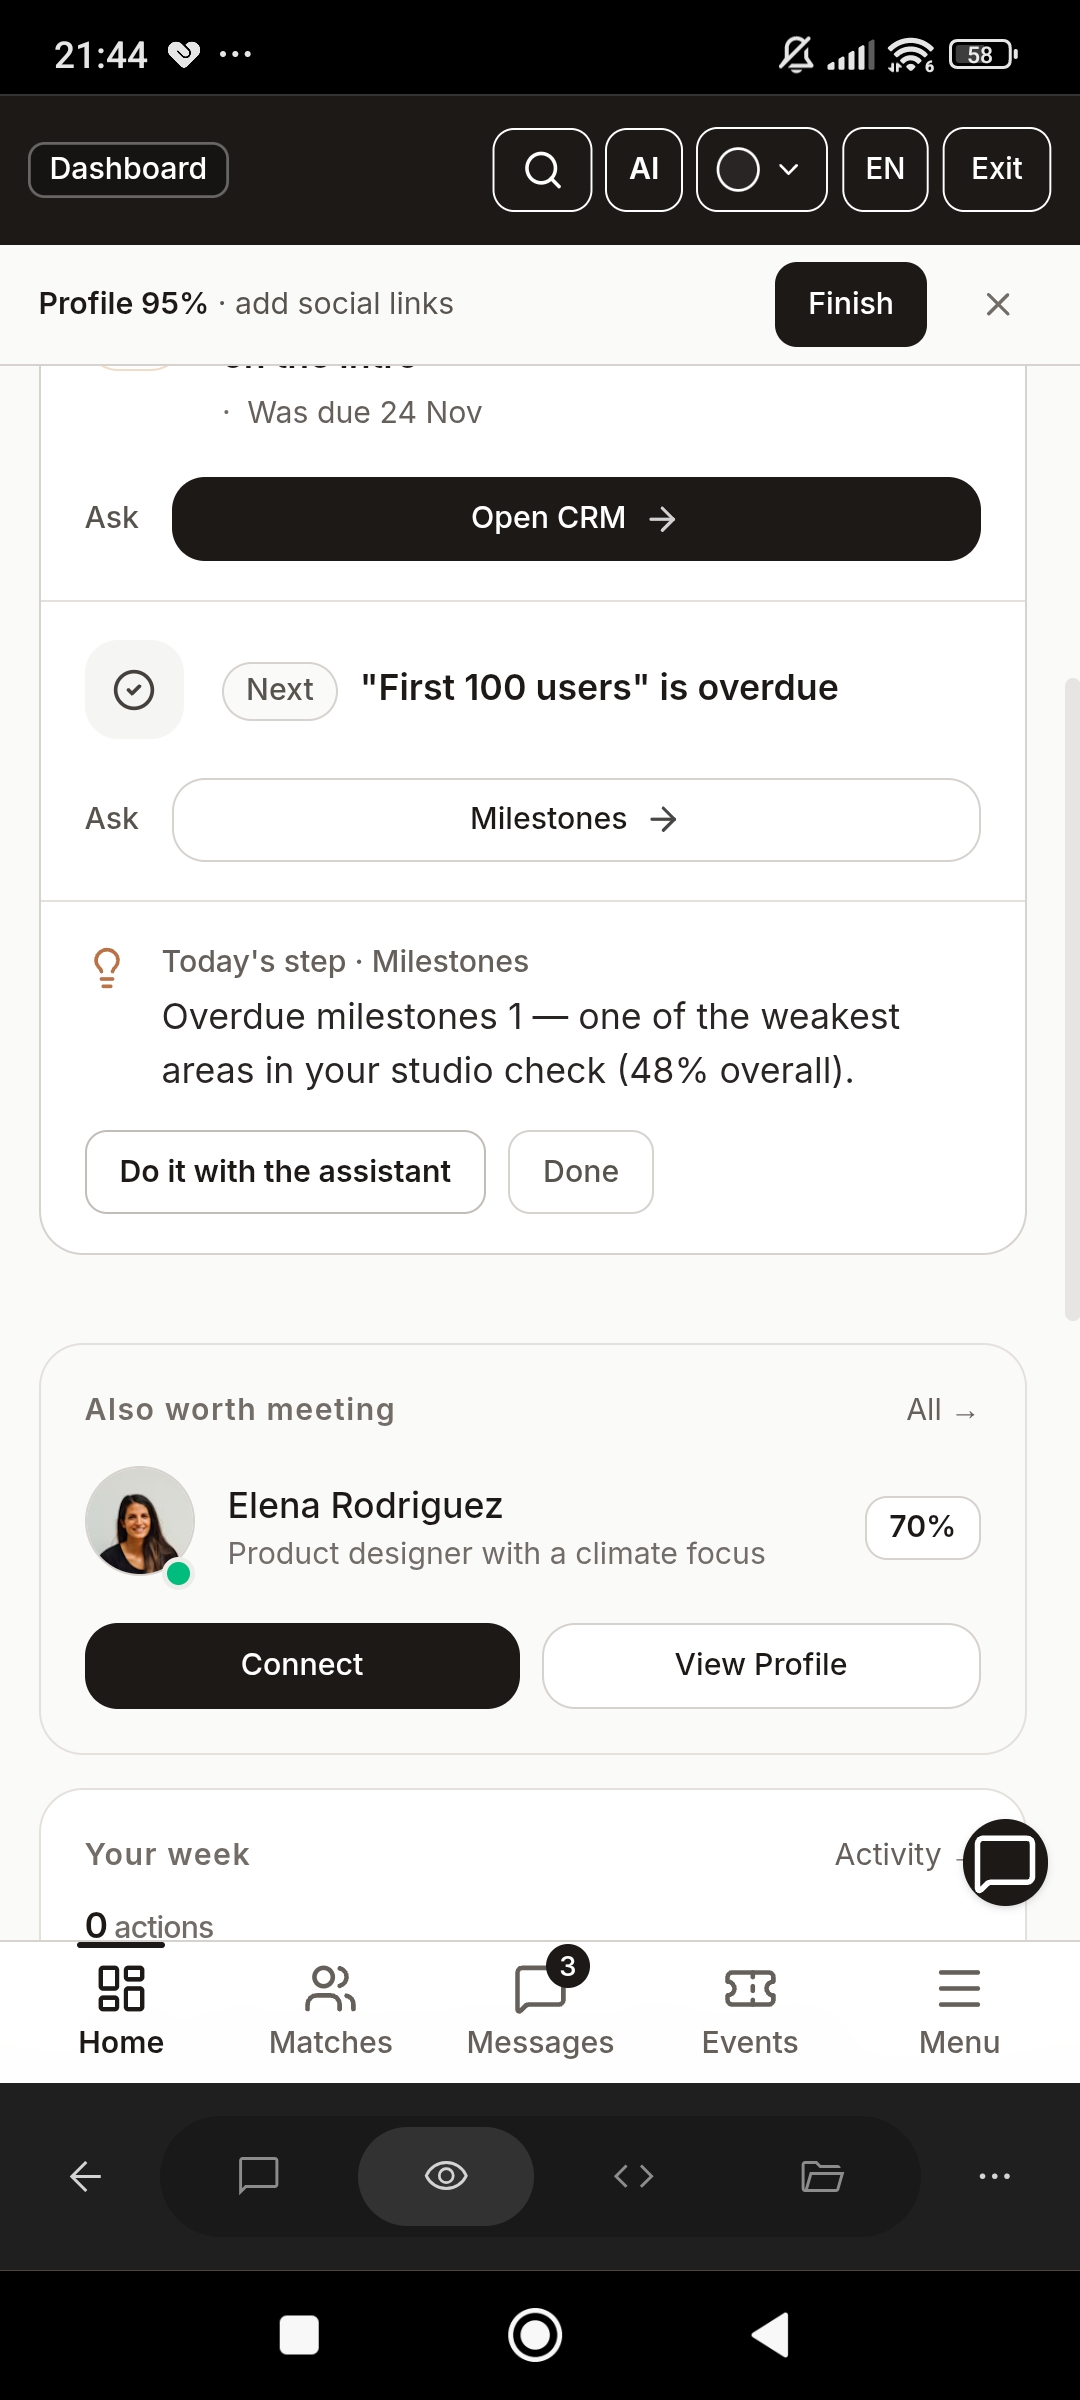 21:44
58
Dashboard
AI
EN
Exit
Profile 95% · add social links
Finish
on the intro
· Was due 24 Nov
Ask
Open CRM →
Next
"First 100 users" is overdue
Ask
Milestones →
Today's step · Milestones
Overdue milestones 1 — one of the weakest
areas in your studio check (48% overall).
Do it with the assistant
Done
Also worth meeting
All →
Elena Rodriguez
70%
Product designer with a climate focus
Connect
View Profile
Your week
Activity
0 actions
3
Home
Matches
Messages
Events
Menu